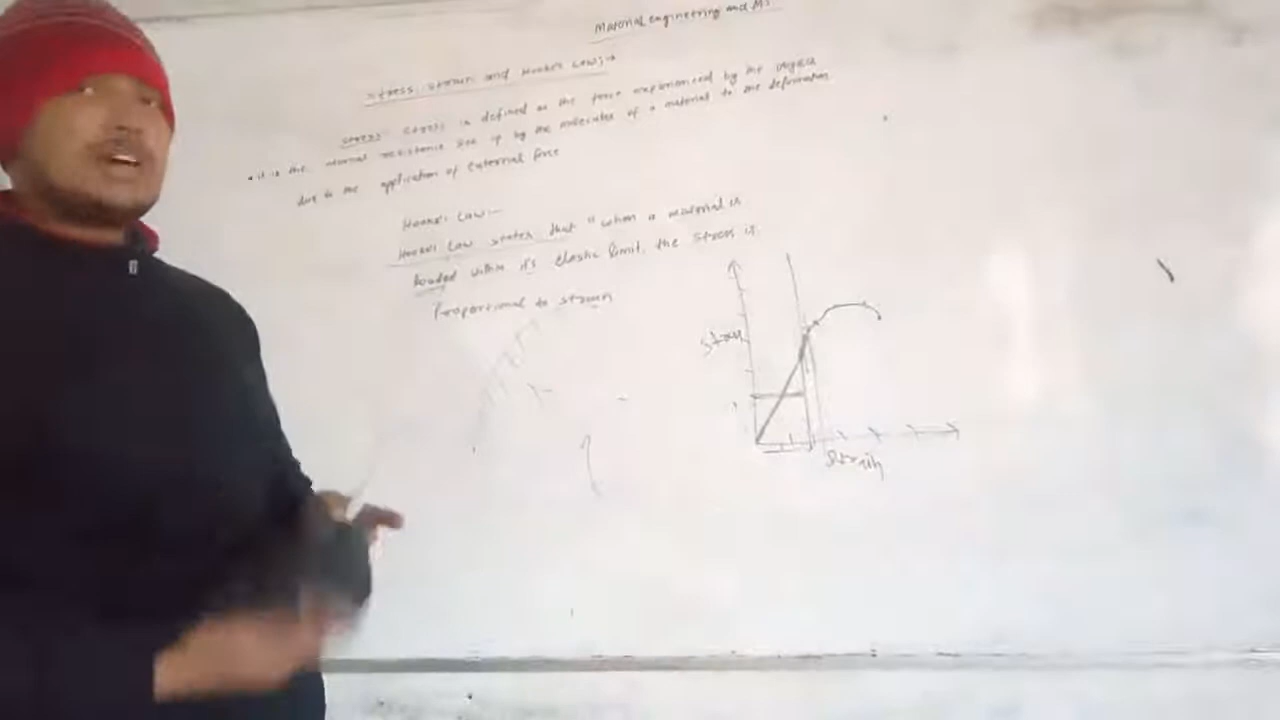 Material engineering and
Stress, Strain and Hooke's Law:→
Stress: Stress is defined as the force experienced by the object
. it is the internal resistance set up by the molecules of a material to the deformation
due to the application of External force
Hooke's Law:-
Hooke's Law states that "when a material is
loaded within it's elastic limit, the stress is
Proportional to strain
Stress
Strain